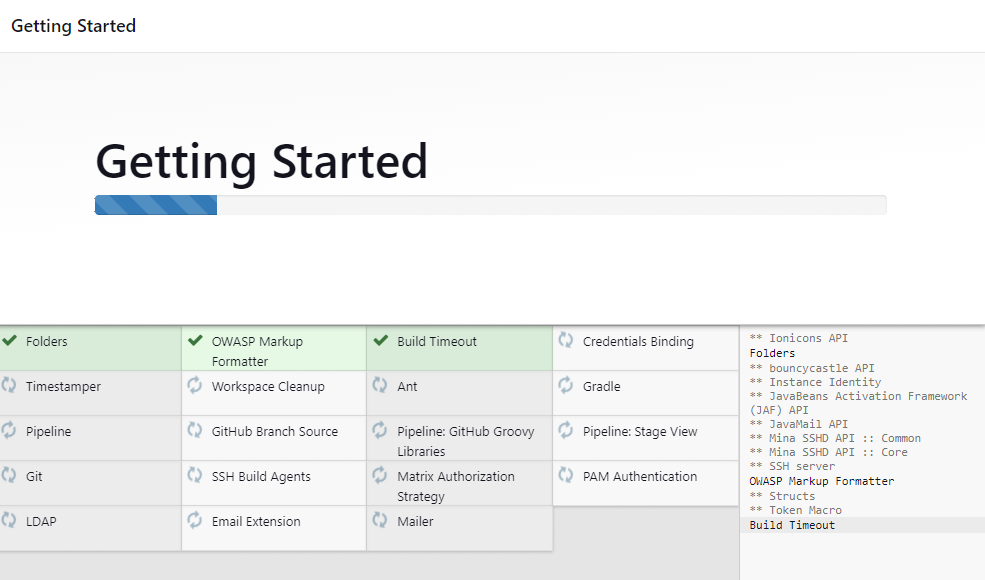 Getting Started
Getting Started
Folders
OWASP Markup
Formatter
Build Timeout
Credentials Binding
Timestamper
Workspace Cleanup
Ant
Gradle
Pipeline
GitHub Branch Source
Pipeline: GitHub Groovy
Libraries
Pipeline: Stage View
Git
SSH Build Agents
Matrix Authorization
Strategy
PAM Authentication
LDAP
Email Extension
Mailer
** Ionicons API
Folders
** bouncycastle API
** Instance Identity
** JavaBeans Activation Framework
(JAF) API
** JavaMail API
** Mina SSHD API :: Common
** Mina SSHD API :: Core
** SSH server
OWASP Markup Formatter
** Structs
** Token Macro
Build Timeout